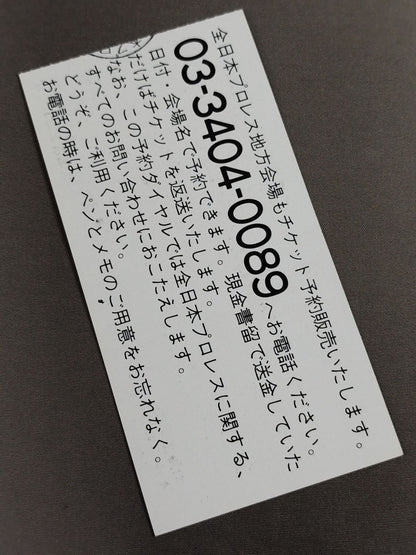 全日本プロレス地方会場もチケット予約販売いたします。
03-3404-0089へお電話ください。
日付・会場名で予約できます。現金書留で送金していた
だけばチケットを返送いたします。
なお、この予約ダイヤルでは全日本プロレスに関する、
すべてのお問い合わせにおこたえします。
どうぞ、ご利用ください。
お電話の時は、ペンとメモのご用意をお忘れなく。